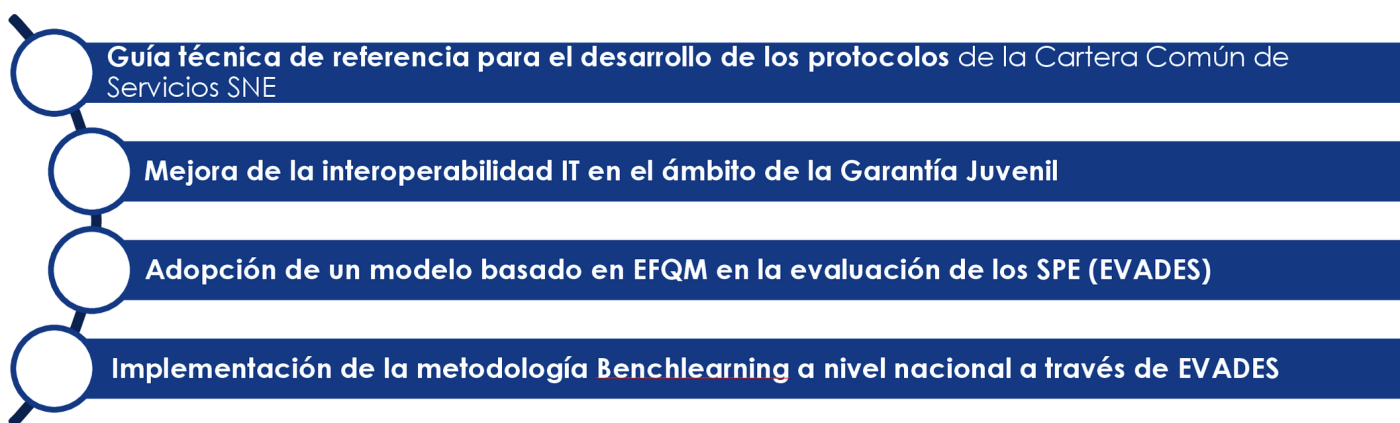 Guía técnica de referencia para el desarrollo de los protocolos de la Cartera Común de
Servicios SNE
Mejora de la interoperabilidad IT en el ámbito de la Garantía Juvenil
Adopción de un modelo basado en EFQM en la evaluación de los SPE (EVADES)
Implementación de la metodología Benchlearning a nivel nacional a través de EVADES